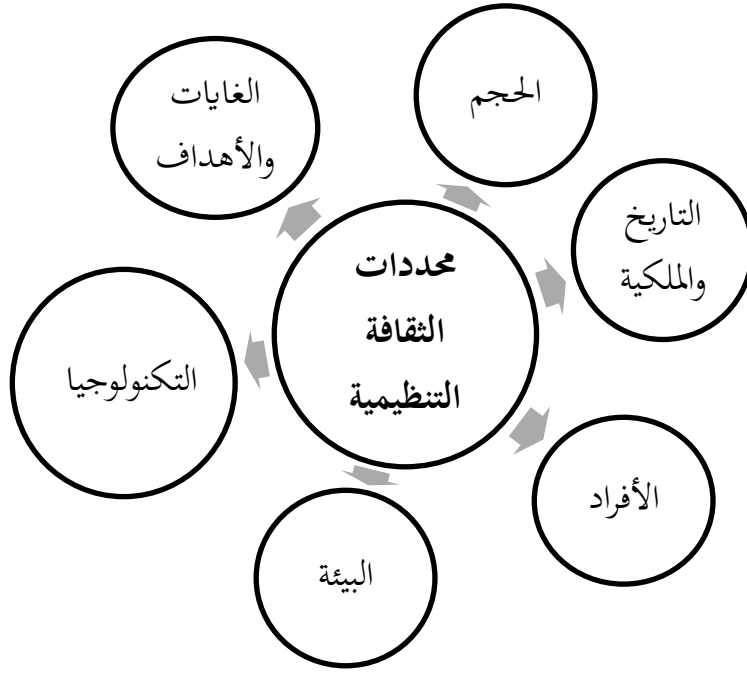 محددات
الثقافة
التنظيمية
الحجم
التاريخ
والملكية
الأفراد
البيئة
التكنولوجيا
الغايات
والأهداف